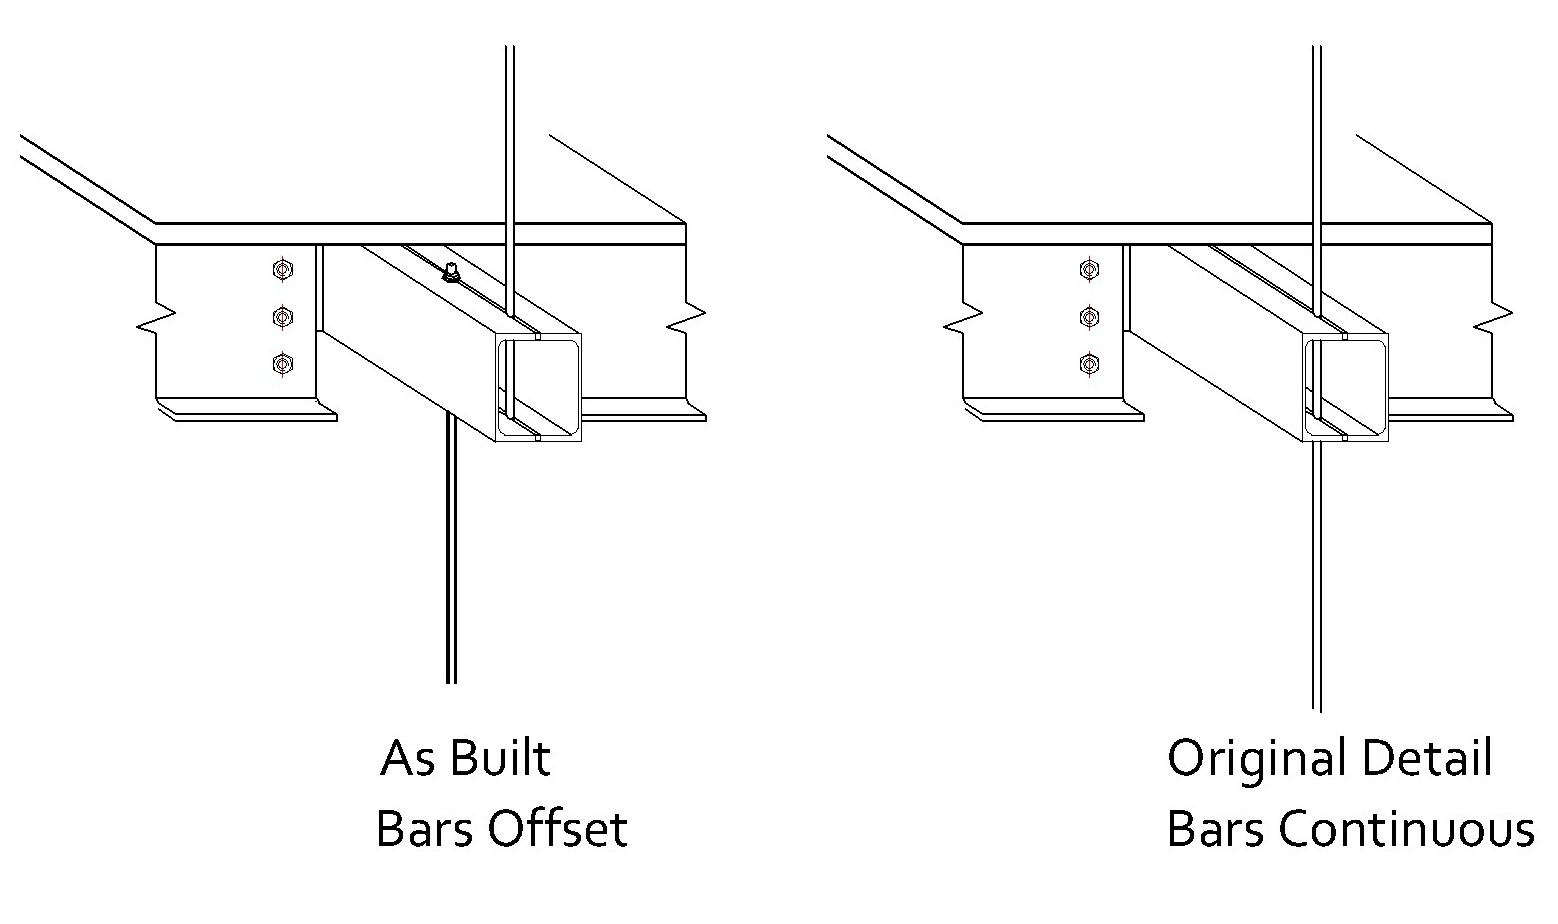 As Built
Bars Offset
Original Detail
Bars Continuous